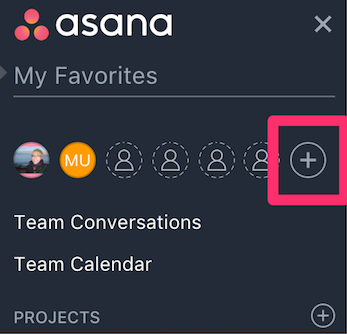 asana
My Favorites
MU
Team Conversations
Team Calendar
PROJECTS